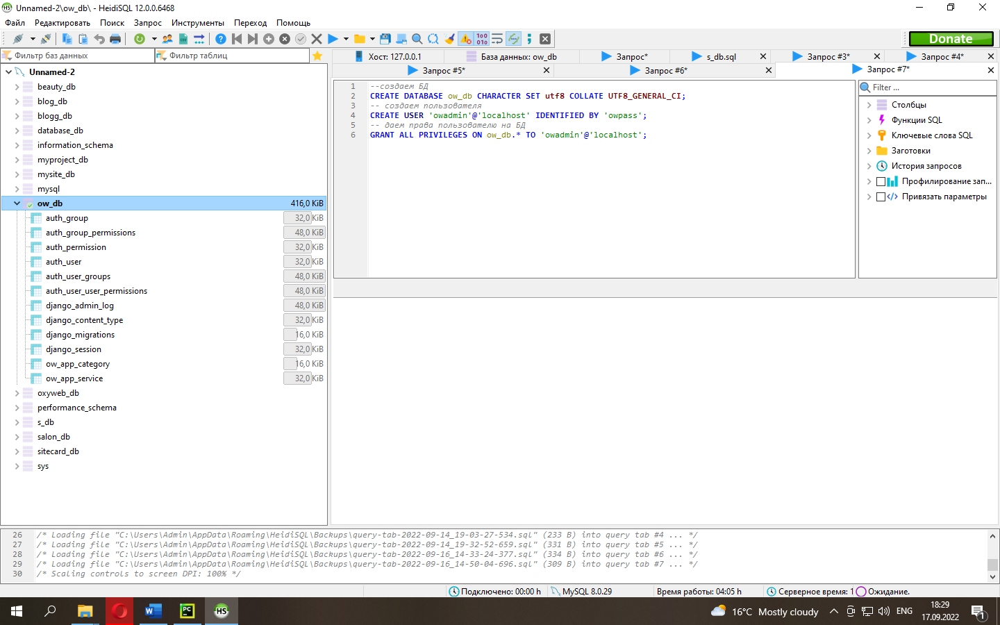 Unnamed-2\ow_db\ - HeidiSQL 12.0.0.6468
Файл Редактировать Поиск Запрос Инструменты Переход Помощь
Donate
Фильтр баз данных Фильтр таблиц
Хост: 127.0.0.1 База данных: ow_db Запрос* s_db.sql Запрос #3* Запрос #4*
Запрос #5* Запрос #6* Запрос #7*
Unnamed-2
beauty_db
blog_db
blogg_db
database_db
information_schema
myproject_db
mysite_db
mysql
ow_db 416,0 KiB
auth_group 32,0 KiB
auth_group_permissions 48,0 KiB
auth_permission 32,0 KiB
auth_user 32,0 KiB
auth_user_groups 48,0 KiB
auth_user_user_permissions 48,0 KiB
django_admin_log 48,0 KiB
django_content_type 32,0 KiB
django_migrations 16,0 KiB
django_session 32,0 KiB
ow_app_category 16,0 KiB
ow_app_service 32,0 KiB
oxyweb_db
performance_schema
s_db
salon_db
sitecard_db
sys
1 --создаем БД
2 CREATE DATABASE ow_db CHARACTER SET utf8 COLLATE UTF8_GENERAL_CI;
3 -- создаем пользователя
4 CREATE USER 'owadmin'@'localhost' IDENTIFIED BY 'owpass';
5 -- даем права пользователю на БД
6 GRANT ALL PRIVILEGES ON ow_db.* TO 'owadmin'@'localhost';
Filter ...
Столбцы
Функции SQL
Ключевые слова SQL
Заготовки
История запросов
Профилирование зап...
Привязать параметры
26 /* Loading file "C:\Users\Admin\AppData\Roaming\HeidiSQL\Backups\query-tab-2022-09-14_19-03-27-534.sql" (233 B) into query tab #4 ... */
27 /* Loading file "C:\Users\Admin\AppData\Roaming\HeidiSQL\Backups\query-tab-2022-09-14_19-32-52-659.sql" (331 B) into query tab #5 ... */
28 /* Loading file "C:\Users\Admin\AppData\Roaming\HeidiSQL\Backups\query-tab-2022-09-16_14-33-24-377.sql" (334 B) into query tab #6 ... */
29 /* Loading file "C:\Users\Admin\AppData\Roaming\HeidiSQL\Backups\query-tab-2022-09-16_14-50-04-696.sql" (309 B) into query tab #7 ... */
30 /* Scaling controls to screen DPI: 100% */
Подключено: 00:00 h MySQL 8.0.29 Время работы: 04:05 h Серверное время: 1 Ожидание.
16°C Mostly cloudy ENG 18:29
17.09.2022 1